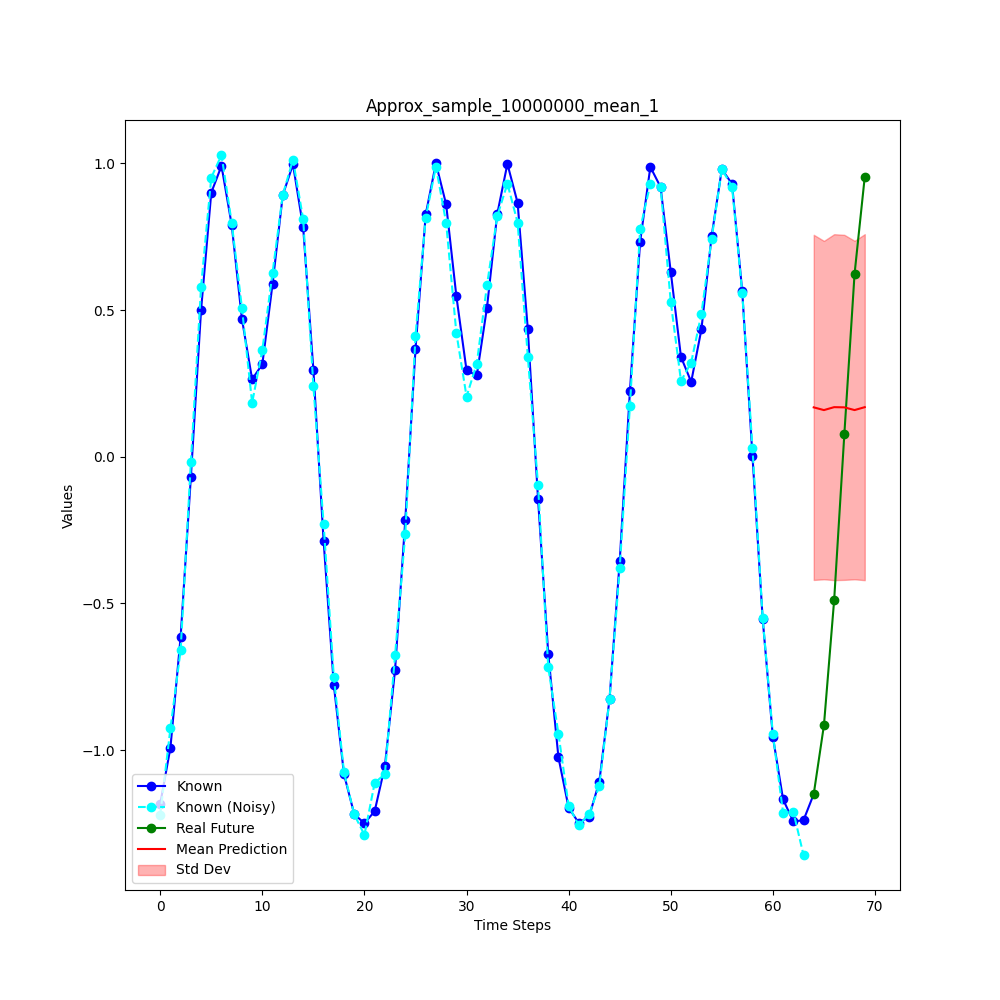 Approx_sample_10000000_mean_1
1.0
0.5
0.0
−0.5
−1.0
Values
Known
Known (Noisy)
Real Future
Mean Prediction
Std Dev
0 10 20 30 40 50 60 70
Time Steps